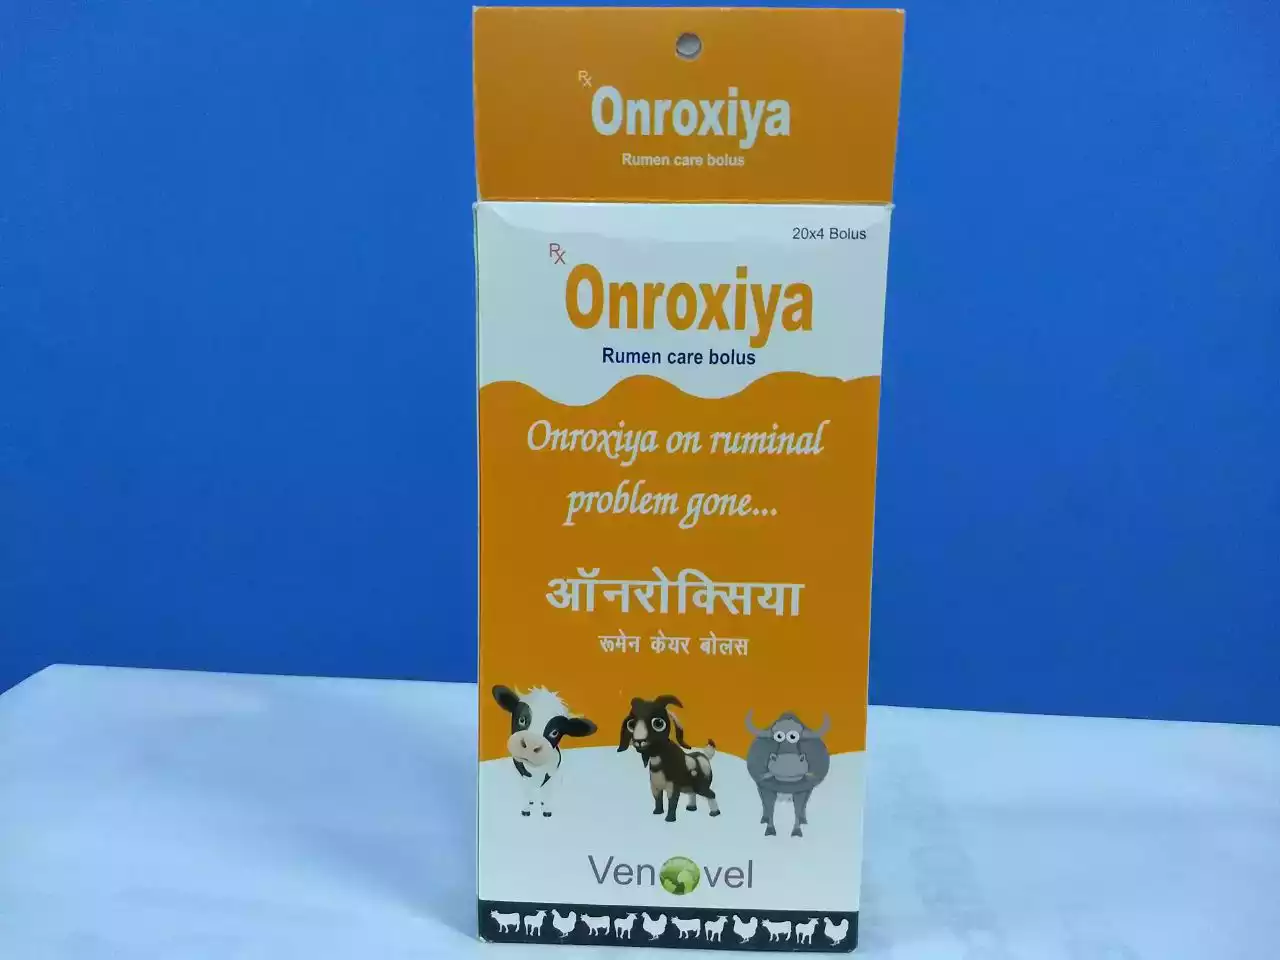 Rx
Onroxiya
Rumen care bolus
20x4 Bolus
Rx
Onroxiya
Rumen care bolus
Onroxiya on ruminal
problem gone...
ऑनरोक्सिया
रूमेन केयर बोलस
Venovel